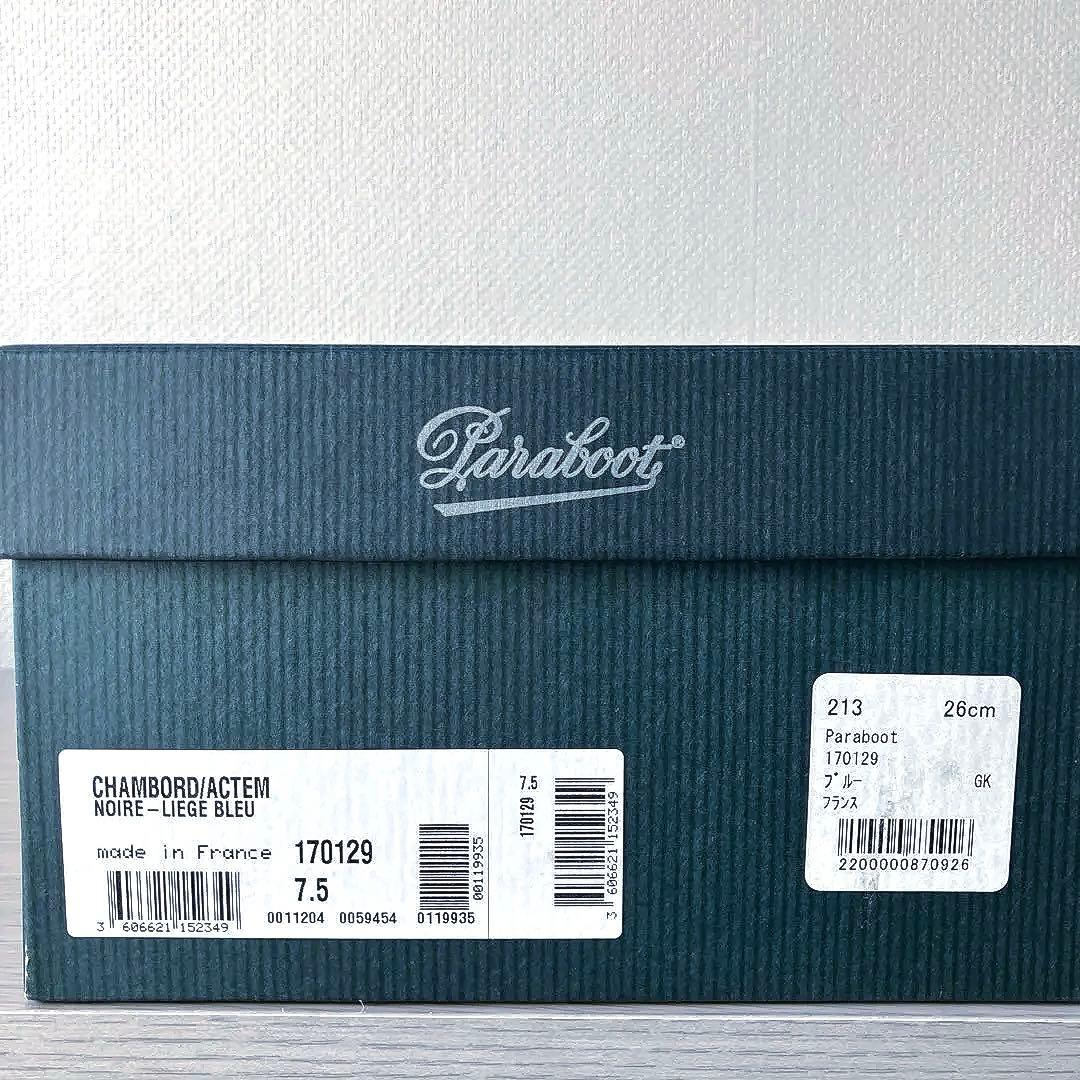 Paraboot®
CHAMBORD/ACTEM
NOIRE-LIEGE BLEU
made in France 170129
7.5
3 606621 152349
0011204 0059454 0119935
00119935
7.5
170129
3 606621 152349
213 26cm
Paraboot
170129
ブルー GK
フランス
2200000870926